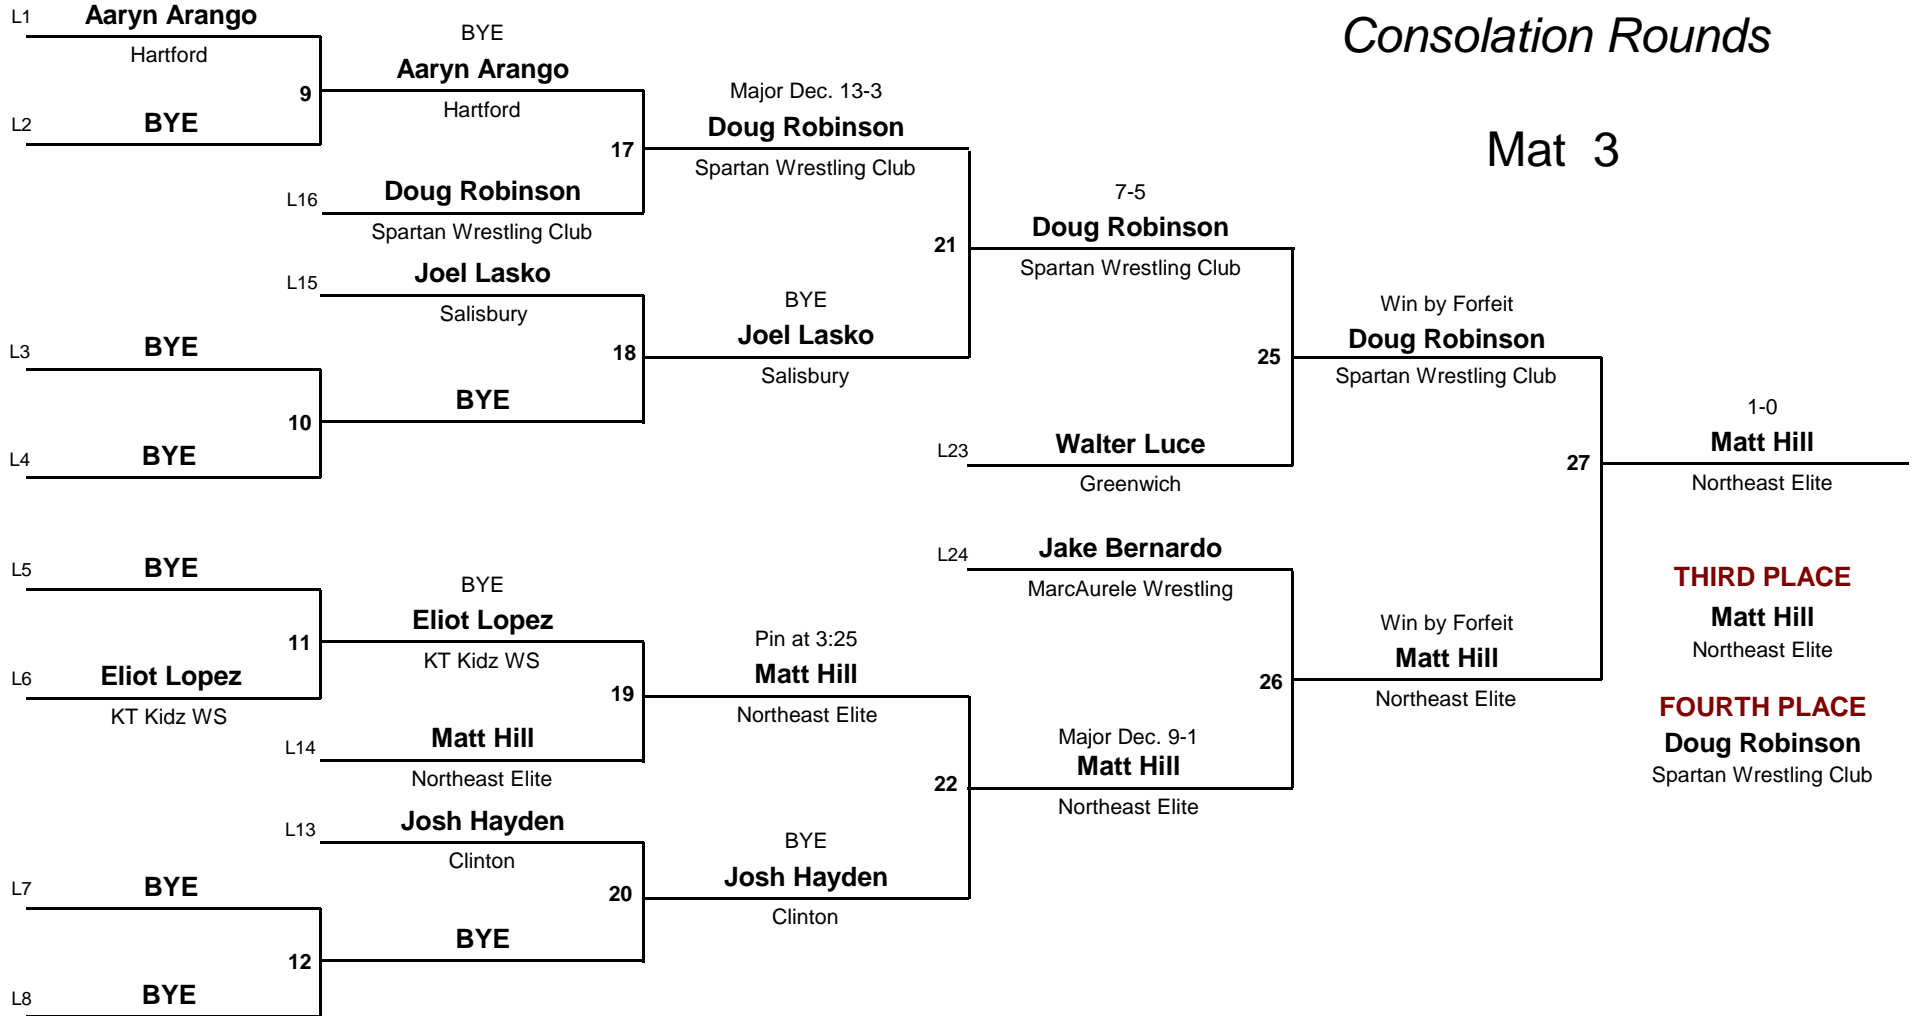 Consolation Rounds
Mat 3
L1 Aaryn Arango
Hartford
9
L2 BYE
BYE
Aaryn Arango
Hartford
17
L16 Doug Robinson
Spartan Wrestling Club
Major Dec. 13-3
Doug Robinson
Spartan Wrestling Club
21
L15 Joel Lasko
Salisbury
18
L3 BYE
10
L4 BYE
BYE
BYE
Joel Lasko
Salisbury
7-5
Doug Robinson
Spartan Wrestling Club
25
L23 Walter Luce
Greenwich
Win by Forfeit
Doug Robinson
Spartan Wrestling Club
27
1-0
Matt Hill
Northeast Elite
L5 BYE
11
L6 Eliot Lopez
KT Kidz WS
BYE
Eliot Lopez
KT Kidz WS
19
L14 Matt Hill
Northeast Elite
Pin at 3:25
Matt Hill
Northeast Elite
22
L13 Josh Hayden
Clinton
20
L7 BYE
12
L8 BYE
BYE
BYE
Josh Hayden
Clinton
L24 Jake Bernardo
MarcAurele Wrestling
26
Major Dec. 9-1
Matt Hill
Northeast Elite
Win by Forfeit
Matt Hill
Northeast Elite
THIRD PLACE
Matt Hill
Northeast Elite
FOURTH PLACE
Doug Robinson
Spartan Wrestling Club